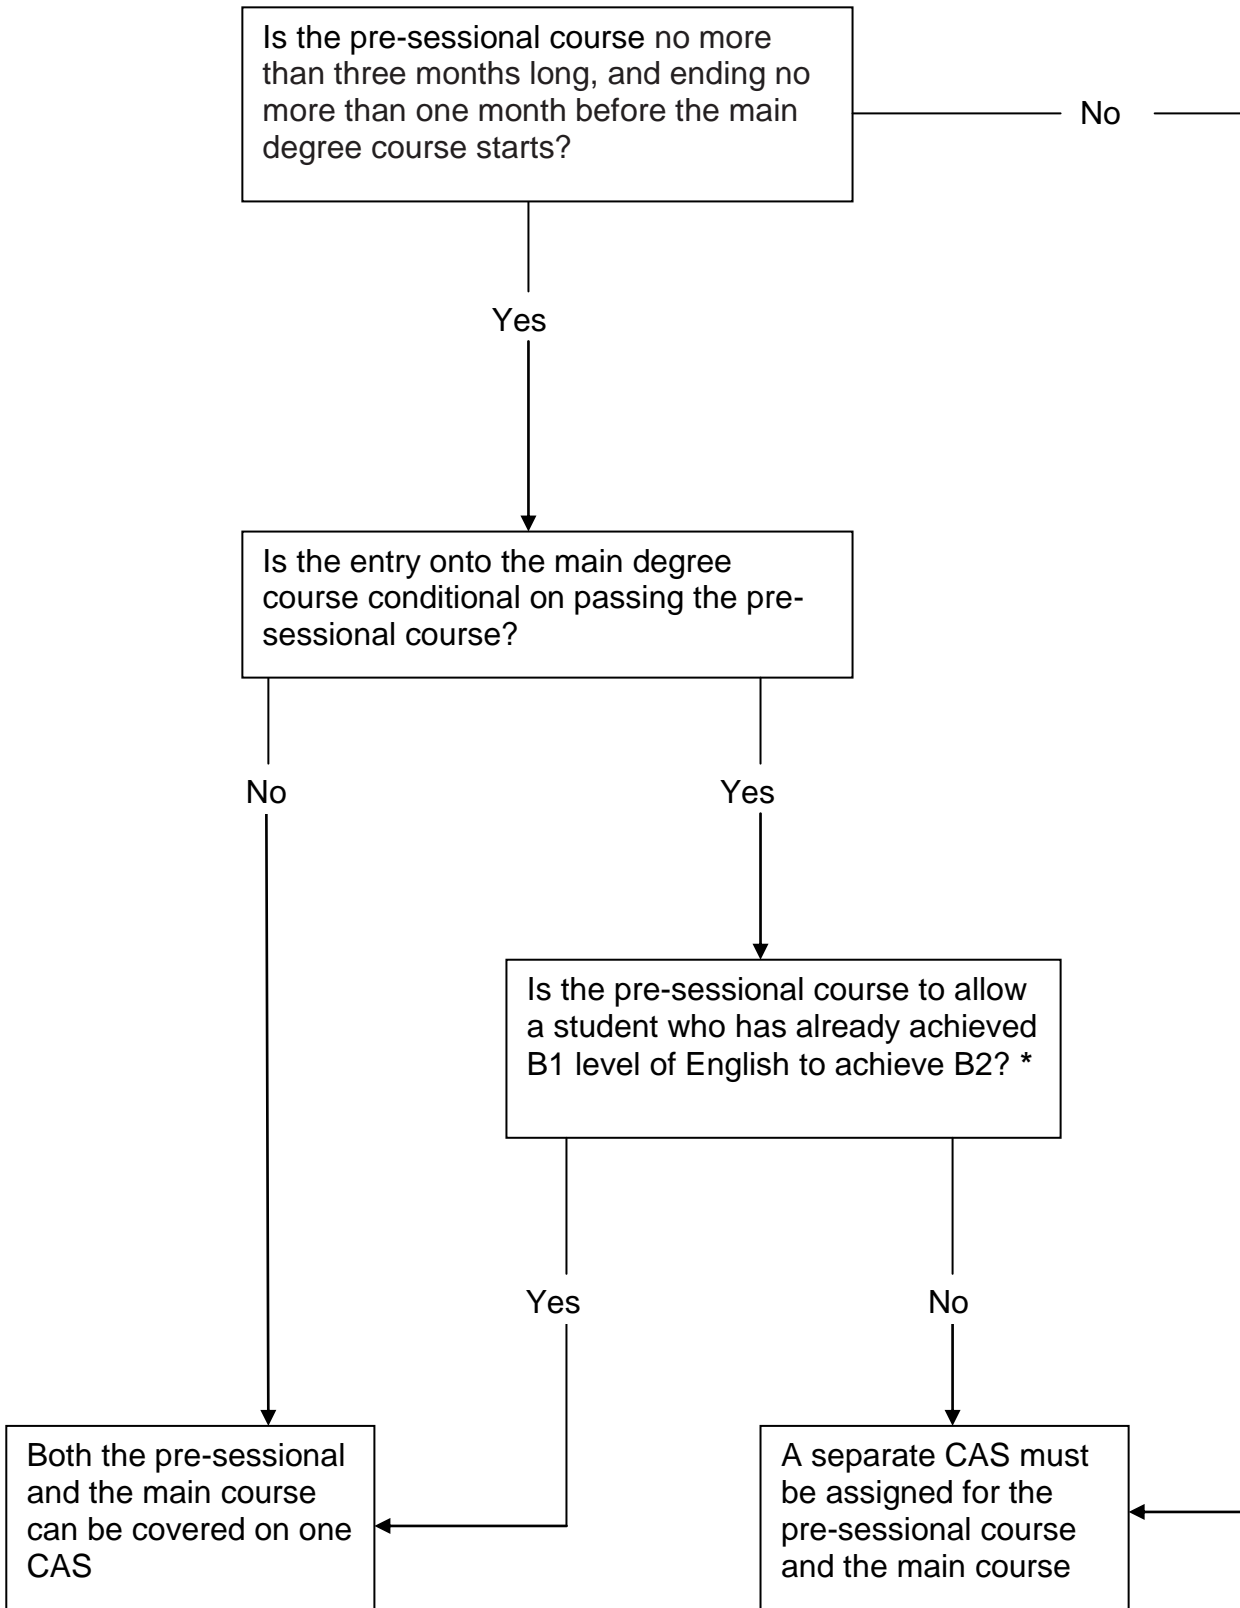 Is the pre-sessional course no more
than three months long, and ending no
more than one month before the main
degree course starts?
No
Yes
Is the entry onto the main degree
course conditional on passing the pre-
sessional course?
No
Yes
Is the pre-sessional course to allow
a student who has already achieved
B1 level of English to achieve B2? *
Yes
No
Both the pre-sessional
and the main course
can be covered on one
CAS
A separate CAS must
be assigned for the
pre-sessional course
and the main course